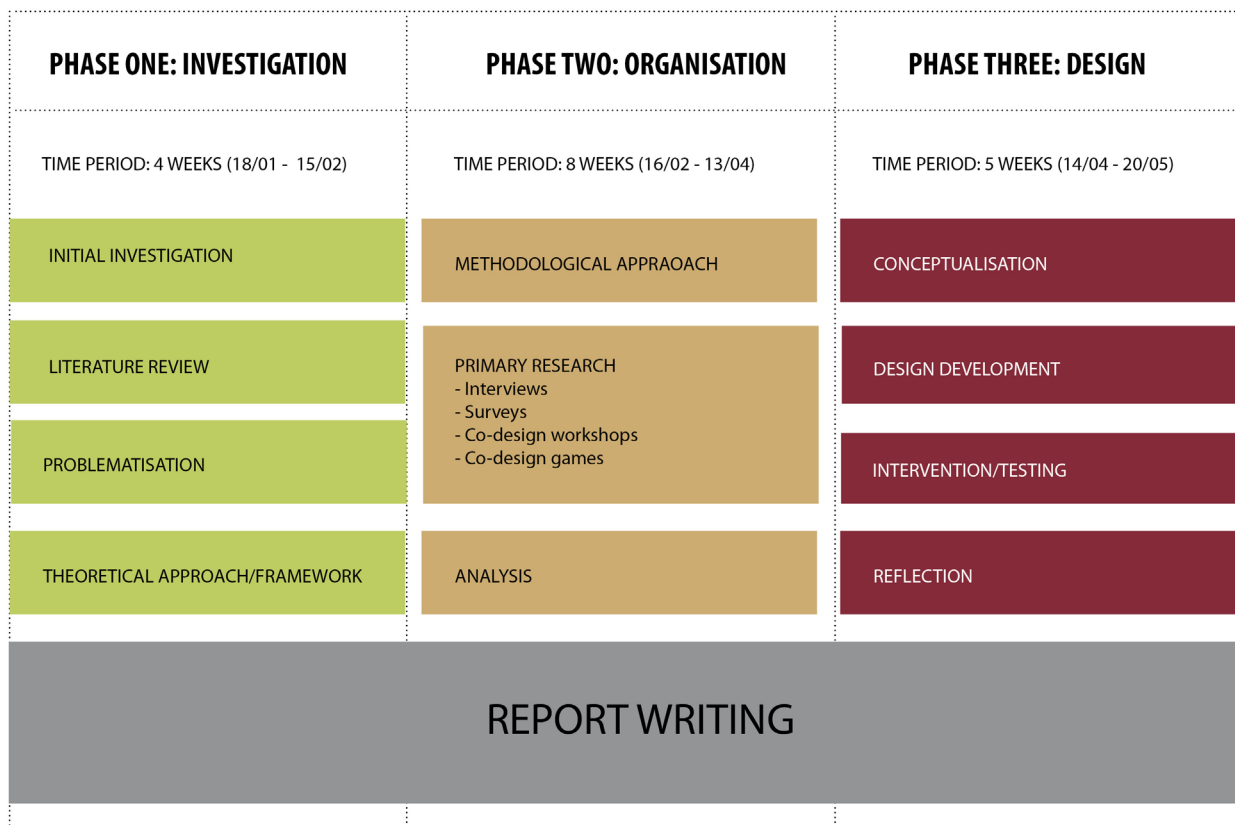 PHASE ONE: INVESTIGATION
TIME PERIOD: 4 WEEKS (18/01 - 15/02)
INITIAL INVESTIGATION
LITERATURE REVIEW
PROBLEMATISATION
THEORETICAL APPROACH/FRAMEWORK
PHASE TWO: ORGANISATION
TIME PERIOD: 8 WEEKS (16/02 - 13/04)
METHODOLOGICAL APPRAOACH
PRIMARY RESEARCH
- Interviews
- Surveys
- Co-design workshops
- Co-design games
ANALYSIS
PHASE THREE: DESIGN
TIME PERIOD: 5 WEEKS (14/04 - 20/05)
CONCEPTUALISATION
DESIGN DEVELOPMENT
INTERVENTION/TESTING
REFLECTION
REPORT WRITING